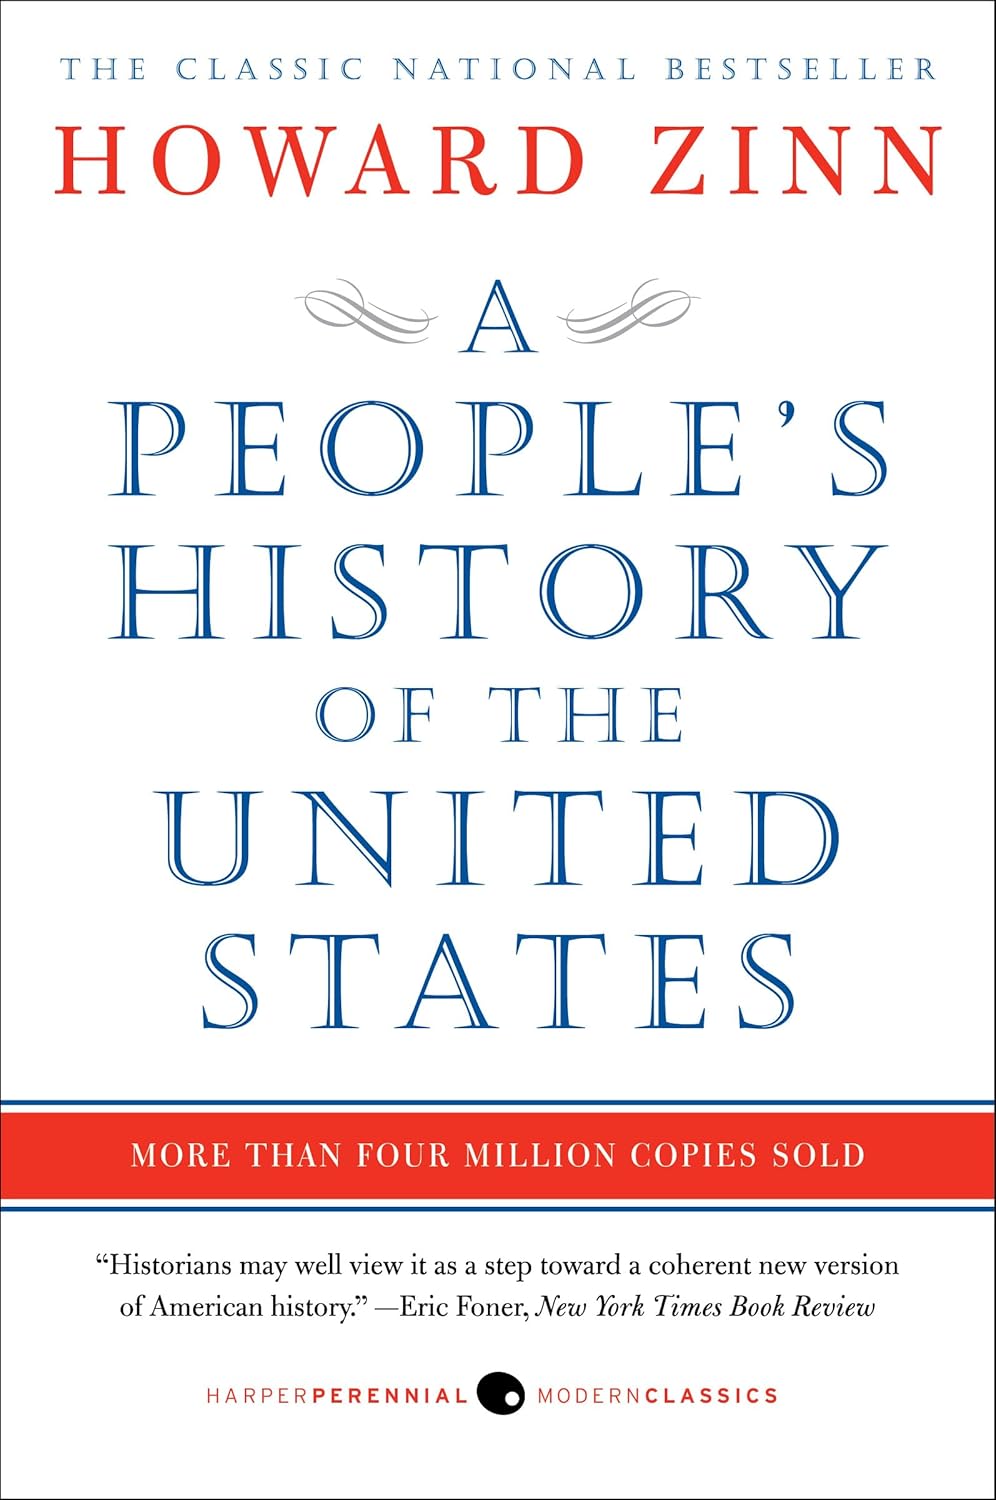 THE CLASSIC NATIONAL BESTSELLER
HOWARD ZINN
A
PEOPLE'S
HISTORY
OF THE
UNITED
STATES
MORE THAN FOUR MILLION COPIES SOLD
“Historians may well view it as a step toward a coherent new version
of American history.” —Eric Foner, New York Times Book Review
HARPERPERENNIAL MODERNCLASSICS